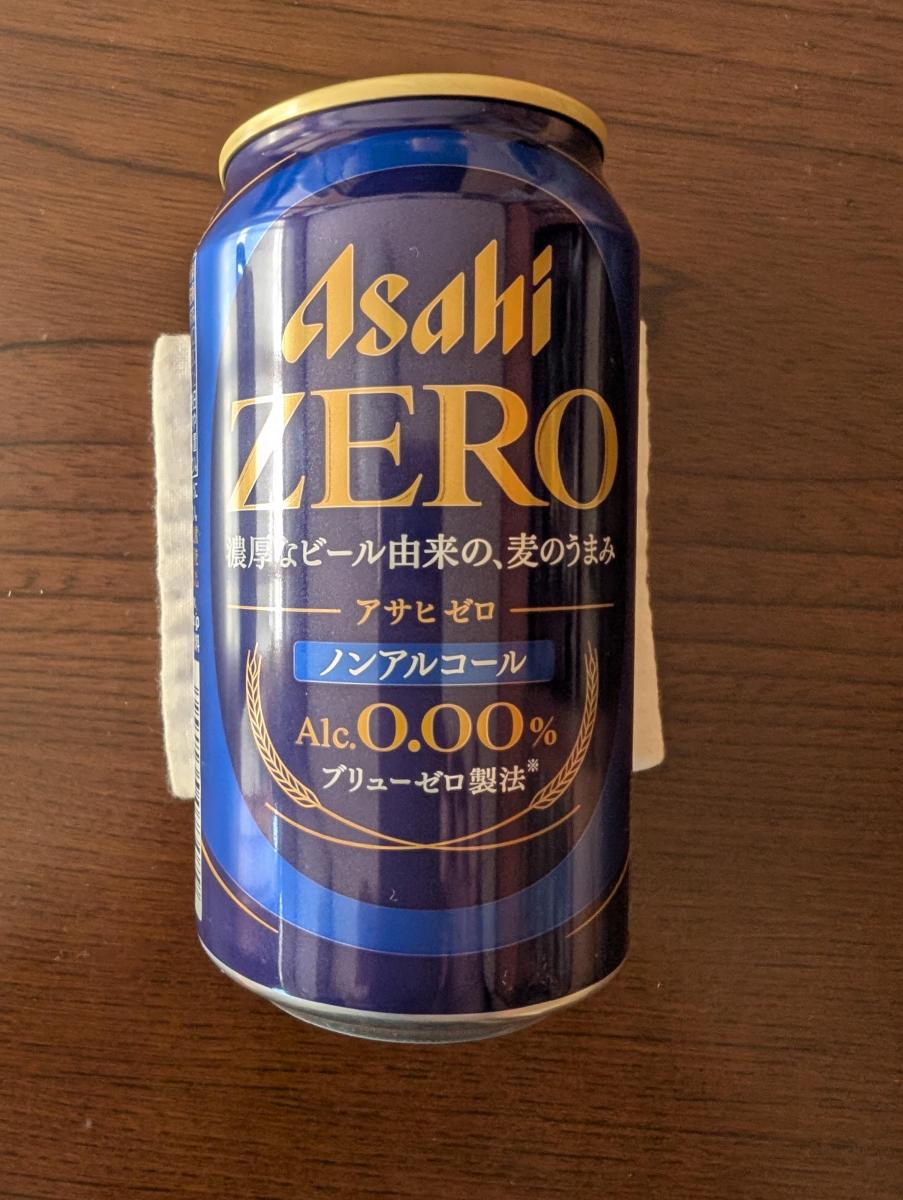 Asahi
ZERO
濃厚なビール由来の、麦のうまみ
アサヒ ゼロ
ノンアルコール
Alc.0.00%
ブリューゼロ製法※